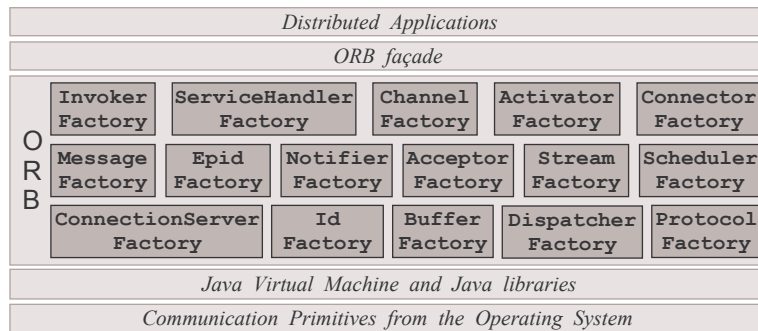 Distributed Applications
ORB façade
ORB
Invoker Factory
ServiceHandler Factory
Channel Factory
Activator Factory
Connector Factory
Message Factory
Epid Factory
Notifier Factory
Acceptor Factory
Stream Factory
Scheduler Factory
ConnectionServer Factory
Id Factory
Buffer Factory
Dispatcher Factory
Protocol Factory
Java Virtual Machine and Java libraries
Communication Primitives from the Operating System